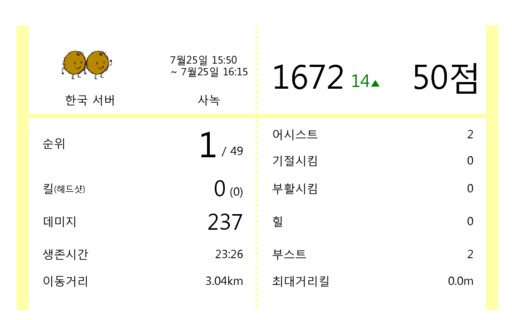 7월25일 15:50
~ 7월25일 16:15
한국 서버
사녹
1672 14▲
50점
순위
1 / 49
킬(헤드샷)
0 (0)
데미지
237
생존시간
23:26
이동거리
3.04km
어시스트
2
기절시킴
0
부활시킴
0
힐
0
부스트
2
최대거리킬
0.0m